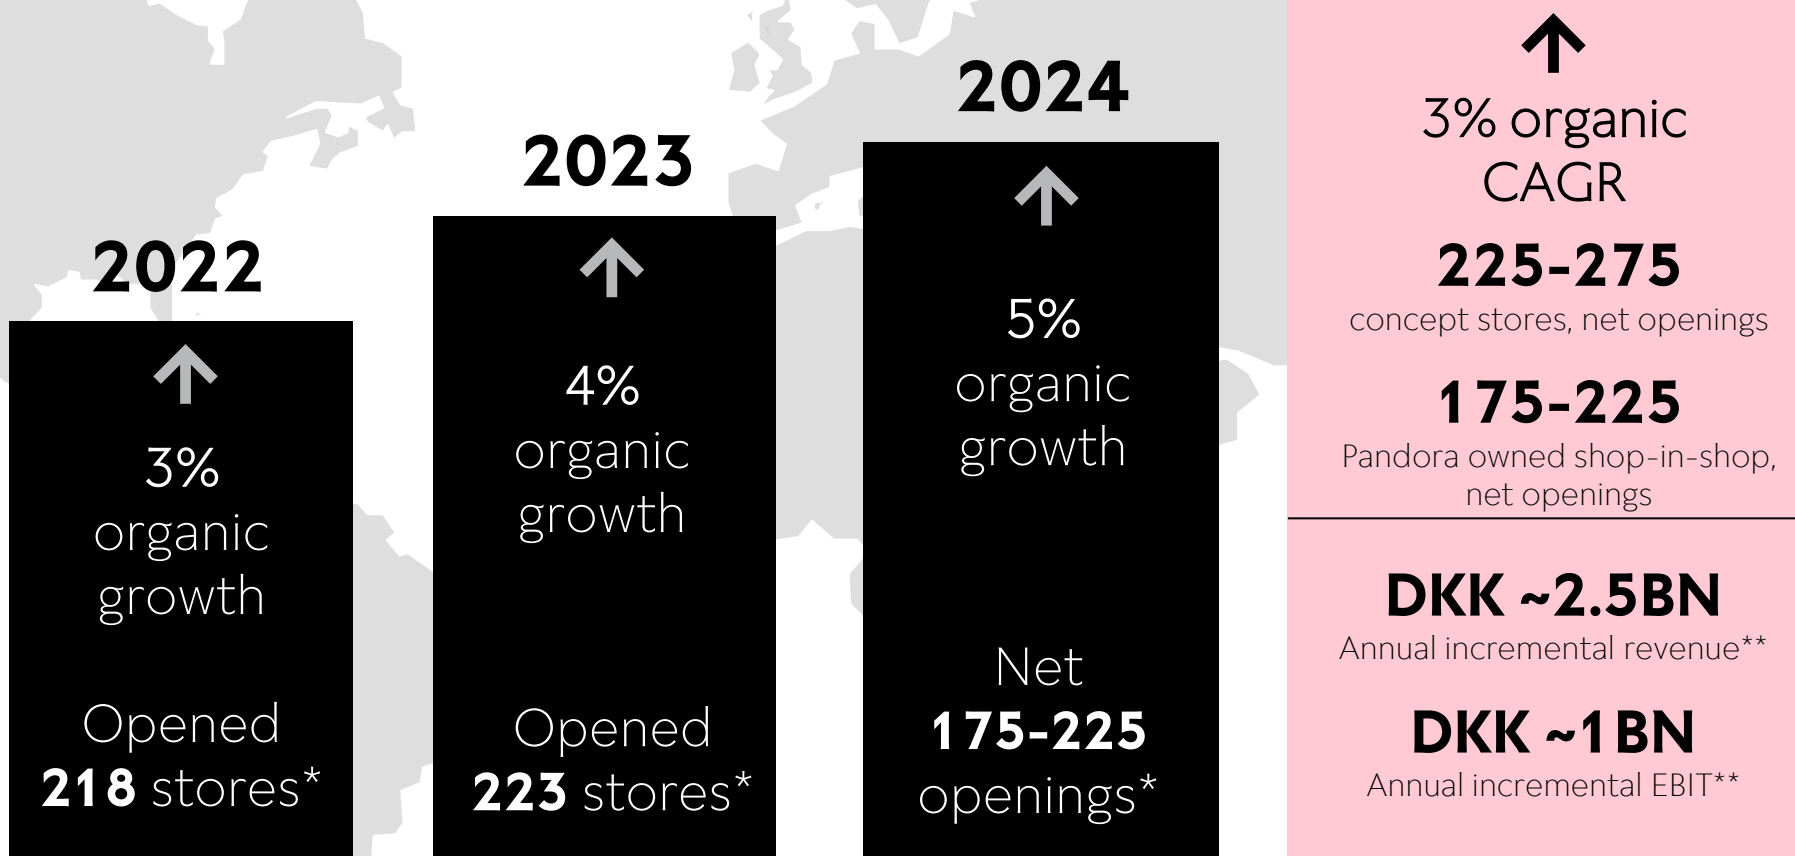 2022
3%
organic
growth
Opened
218 stores*
2023
4%
organic
growth
Opened
223 stores*
2024
5%
organic
growth
Net
175-225
openings*
3% organic
CAGR
225-275
concept stores, net openings
175-225
Pandora owned shop-in-shop,
net openings
DKK ~2.5BN
Annual incremental revenue**
DKK ~1BN
Annual incremental EBIT**